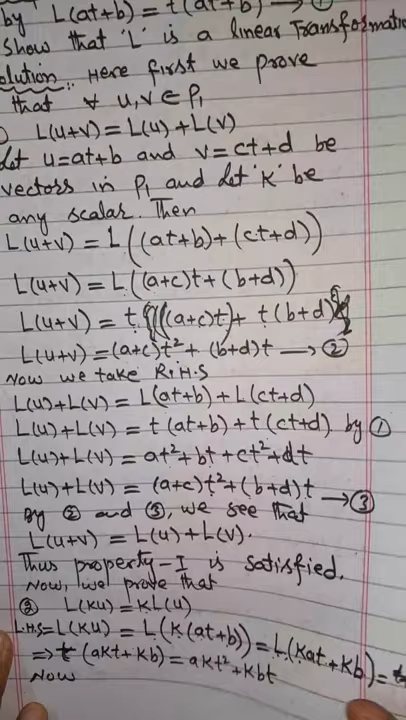 by L(at+b) = t(at+b) → ①
Show that 'L' is a linear Transformatio
olution:. Here first we prove
that ∀ u,v ∈ P₁
) L(u+v) = L(u) + L(v)
Let u=at+b and v=ct+d be
vectors in P₁ and let 'K' be
any scalar. Then
L(u+v) = L((at+b)+(ct+d))
L(u+v) = L((a+c)t+(b+d))
L(u+v) = t((a+c)t)+ t(b+d)
L(u+v) = (a+c)t²+(b+d)t → ②
Now we take R.H.S
L(u)+L(v) = L(at+b)+L(ct+d)
L(u)+L(v) = t(at+b)+t(ct+d) by ①
L(u)+L(v) = at²+bt+ct²+dt
L(u)+L(v) = (a+c)t²+(b+d)t → ③
By ② and ③, we see that
L(u+v) = L(u)+L(v).
Thus property-I is satisfied.
Now, we prove that
② L(ku) = kL(u)
L.H.S=L(ku) = L(k(at+b)) = L(kat+kb) = t
⇒ t(akt+kb) = akt²+kbt
Now